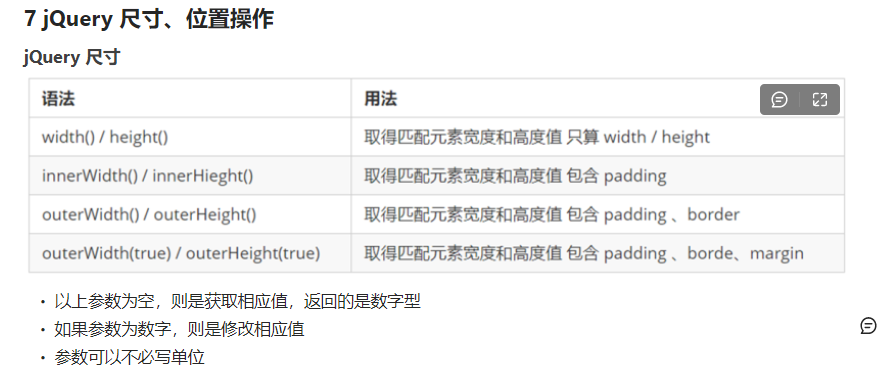 7 jQuery 尺寸、位置操作
jQuery 尺寸
语法 用法
width() / height() 取得匹配元素宽度和高度值 只算 width / height
innerWidth() / innerHieght() 取得匹配元素宽度和高度值 包含 padding
outerWidth() / outerHeight() 取得匹配元素宽度和高度值 包含 padding 、border
outerWidth(true) / outerHeight(true) 取得匹配元素宽度和高度值 包含 padding 、borde、margin
• 以上参数为空，则是获取相应值，返回的是数字型
• 如果参数为数字，则是修改相应值
• 参数可以不必写单位